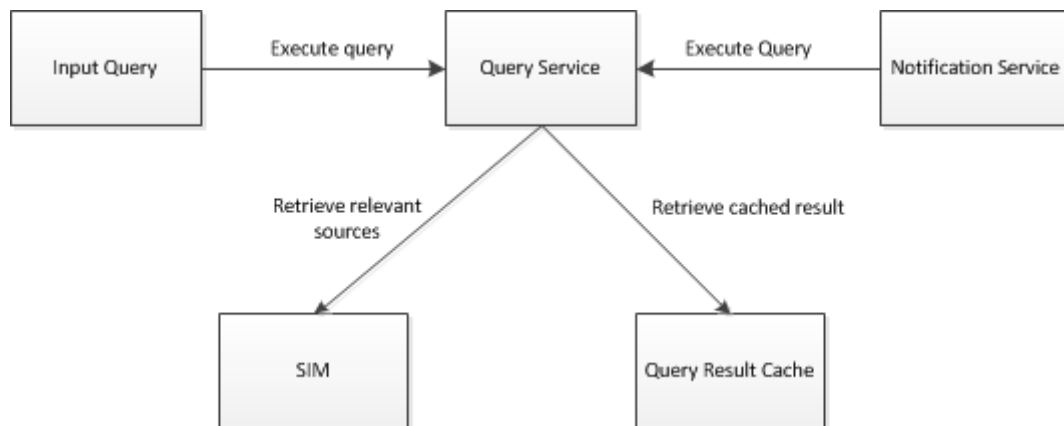 Execute query
Execute Query
Input Query
Query Service
Notification Service
Retrieve relevant
sources
Retrieve cached result
SIM
Query Result Cache